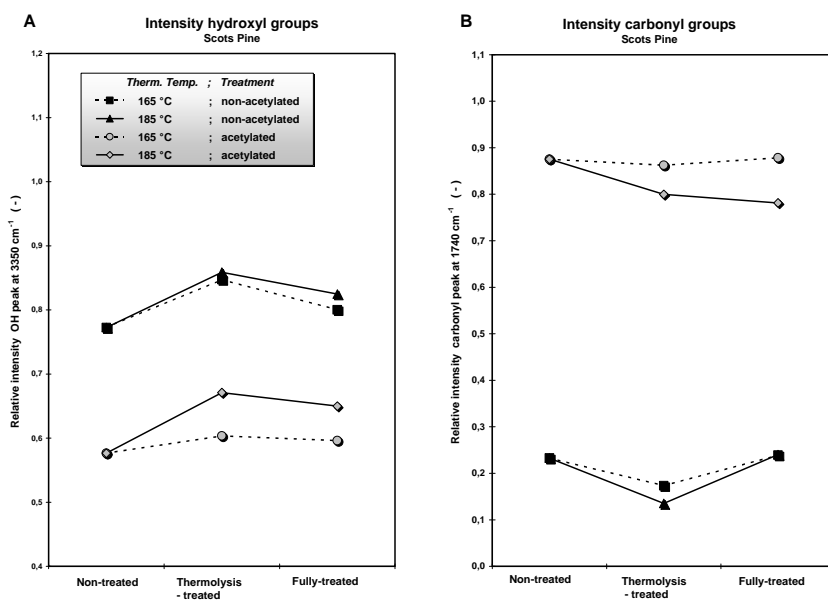 A
Intensity hydroxyl groups
Scots Pine
Relative intensity OH peak at 3350 cm⁻¹ (-)
1,2
1,1
1,0
0,9
0,8
0,7
0,6
0,5
0,4
Therm. Temp. ; Treatment
165 °C ; non-acetylated
185 °C ; non-acetylated
165 °C ; acetylated
185 °C ; acetylated
Non-treated
Thermolysis
- treated
Fully-treated
B
Intensity carbonyl groups
Scots Pine
Relative intensity carbonyl peak at 1740 cm⁻¹ (-)
1,1
1,0
0,9
0,8
0,7
0,6
0,5
0,4
0,3
0,2
0,1
0,0
Non-treated
Thermolysis
- treated
Fully-treated